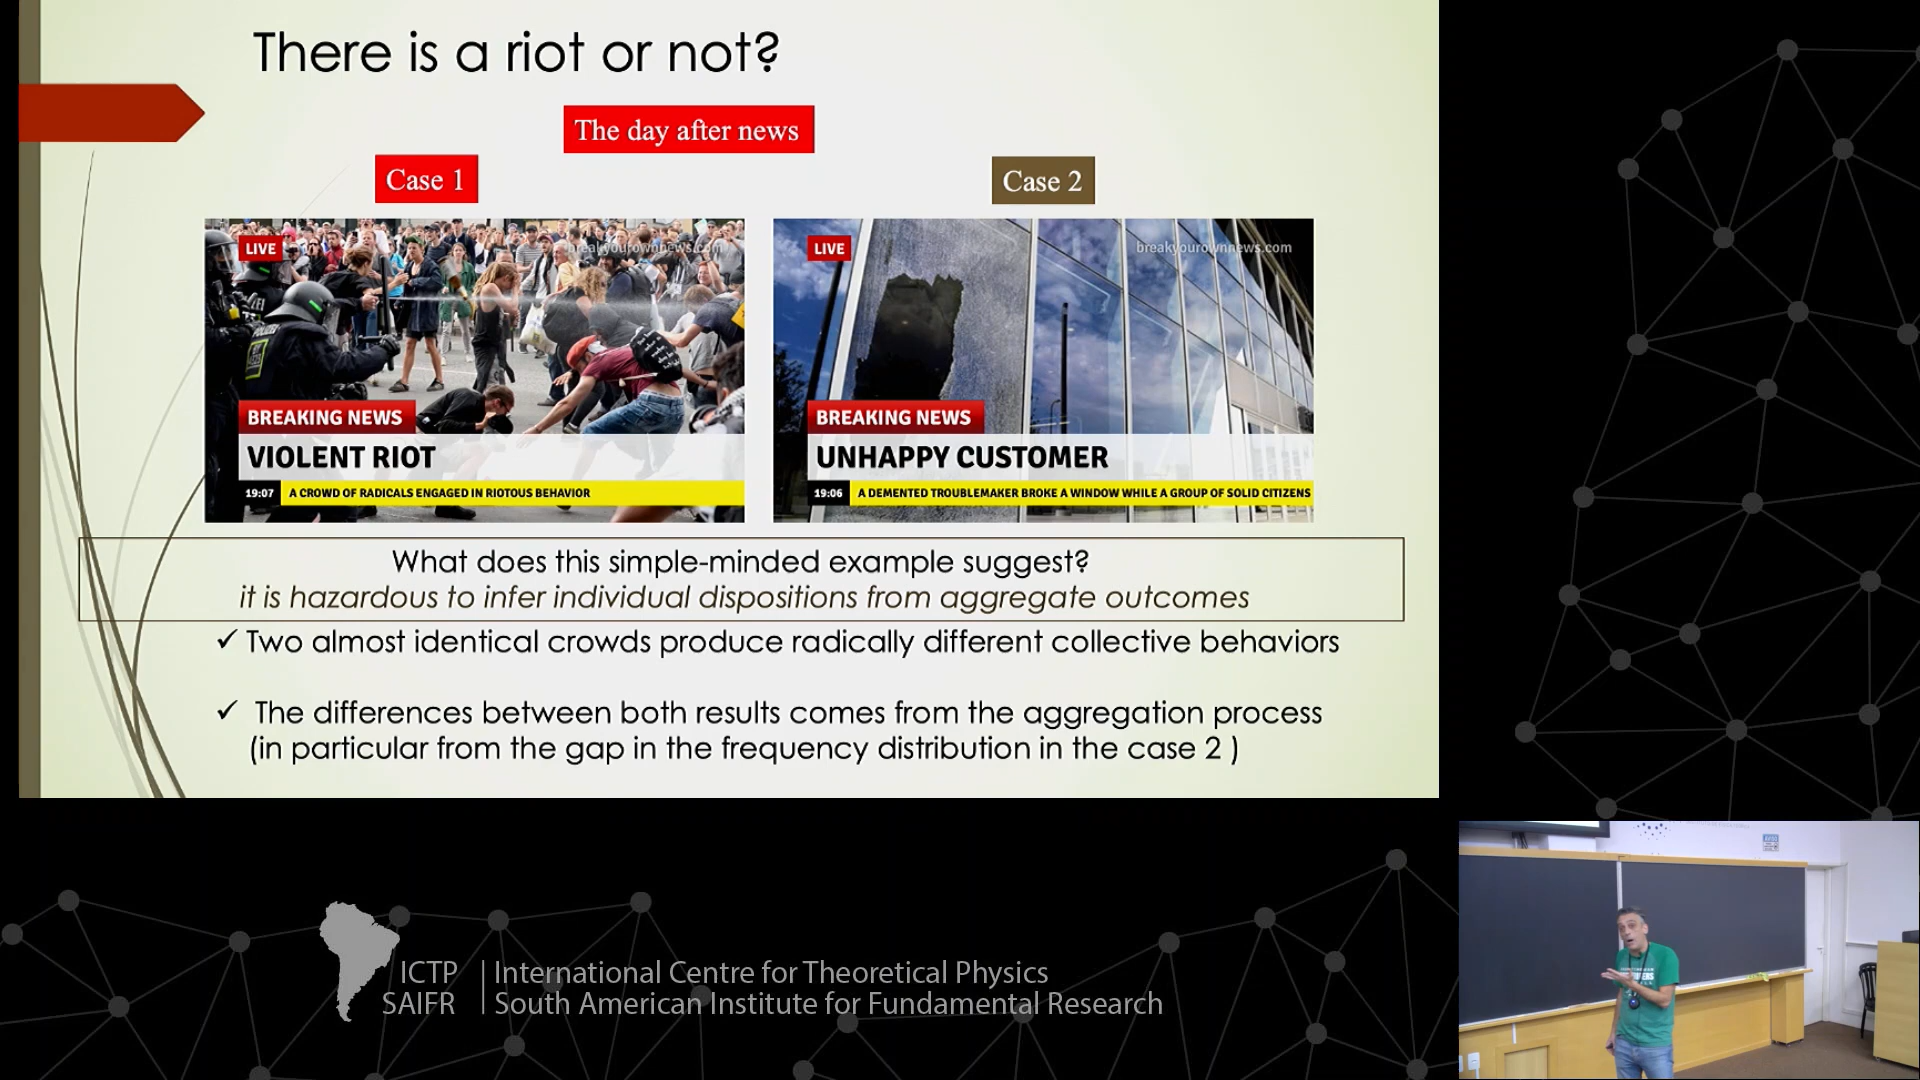 There is a riot or not?
The day after news
Case 1
Case 2
LIVE
breakyourownnews.com
BREAKING NEWS
VIOLENT RIOT
19:07 A CROWD OF RADICALS ENGAGED IN RIOTOUS BEHAVIOR
LIVE
breakyourownnews.com
BREAKING NEWS
UNHAPPY CUSTOMER
19:06 A DEMENTED TROUBLEMAKER BROKE A WINDOW WHILE A GROUP OF SOLID CITIZENS
What does this simple-minded example suggest?
it is hazardous to infer individual dispositions from aggregate outcomes
✓ Two almost identical crowds produce radically different collective behaviors
✓ The differences between both results comes from the aggregation process
(in particular from the gap in the frequency distribution in the case 2 )
ICTP | International Centre for Theoretical Physics
SAIFR | South American Institute for Fundamental Research